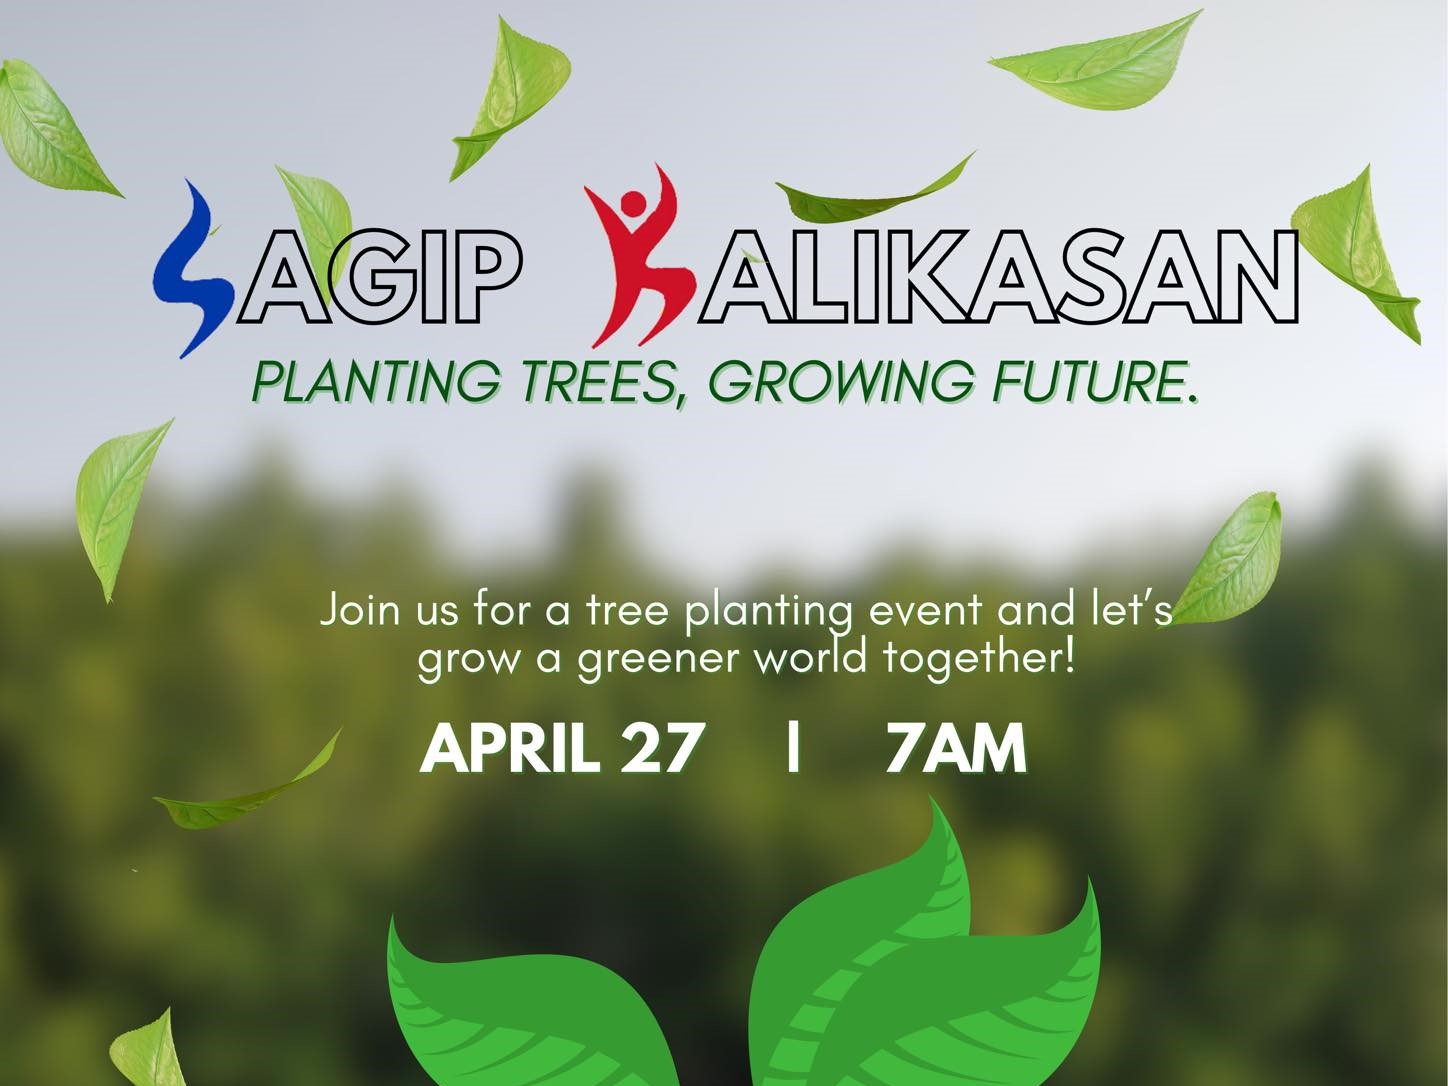 SAGIP KALIKASAN
PLANTING TREES, GROWING FUTURE.
Join us for a tree planting event and let's
grow a greener world together!
APRIL 27 | 7AM